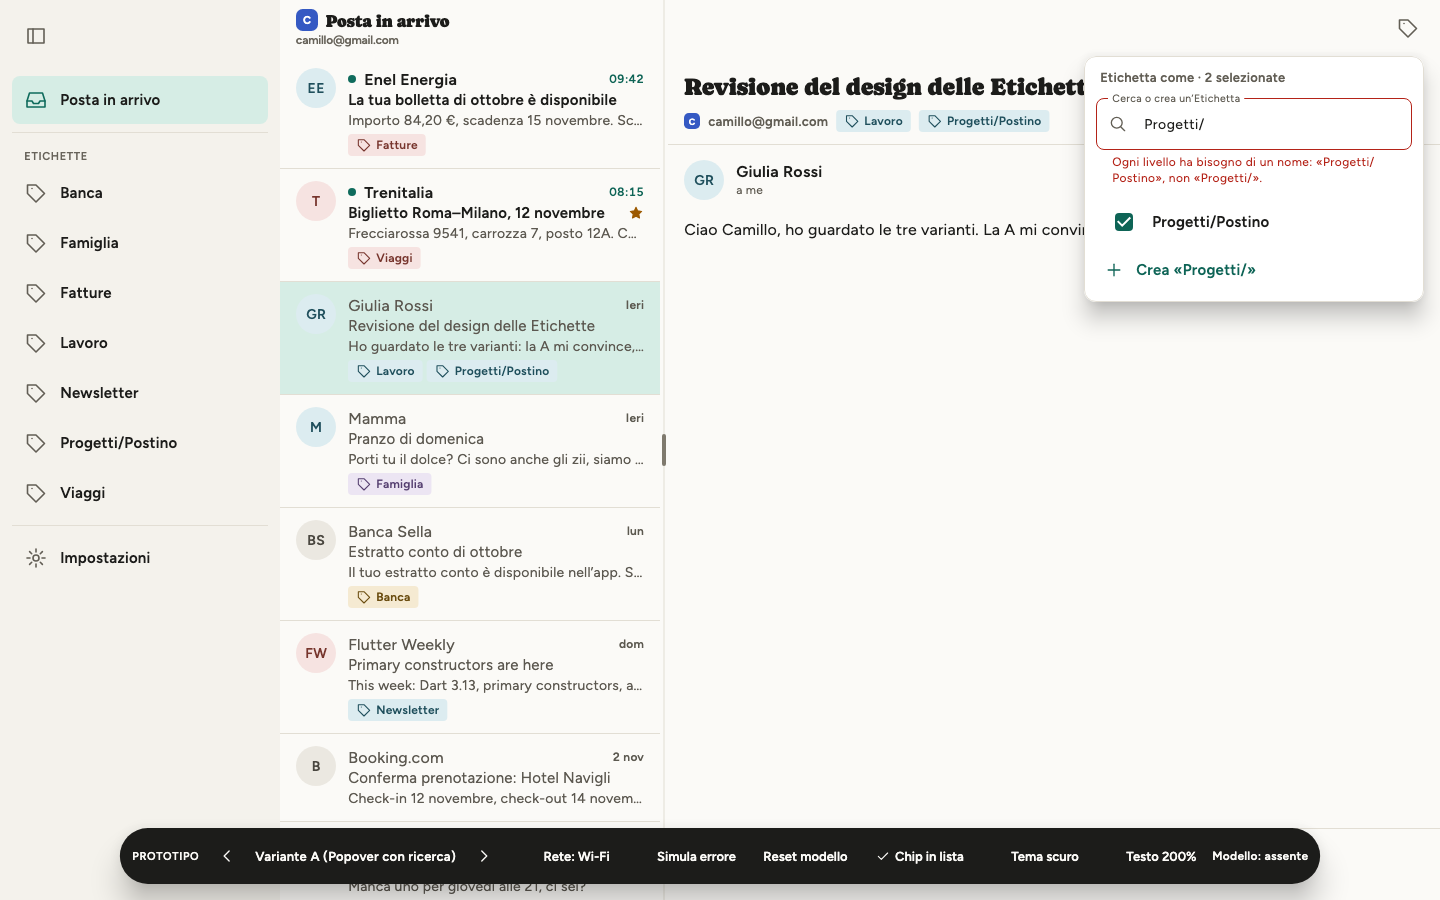 Posta in arrivo
ETICHETTE
Banca
Famiglia
Fatture
Lavoro
Newsletter
Progetti/Postino
Viaggi
Impostazioni
C Posta in arrivo
camillo@gmail.com
EE Enel Energia 09:42
La tua bolletta di ottobre è disponibile
Importo 84,20 €, scadenza 15 novembre. Sc...
Fatture
T Trenitalia 08:15
Biglietto Roma–Milano, 12 novembre
Frecciarossa 9541, carrozza 7, posto 12A. C...
Viaggi
GR Giulia Rossi Ieri
Revisione del design delle Etichette
Ho guardato le tre varianti: la A mi convince,...
Lavoro Progetti/Postino
M Mamma Ieri
Pranzo di domenica
Porti tu il dolce? Ci sono anche gli zii, siamo ...
Famiglia
BS Banca Sella lun
Estratto conto di ottobre
Il tuo estratto conto è disponibile nell'app. S...
Banca
FW Flutter Weekly dom
Primary constructors are here
This week: Dart 3.13, primary constructors, a...
Newsletter
B Booking.com 2 nov
Conferma prenotazione: Hotel Navigli
Check-in 12 novembre, check-out 14 novem...
Manca uno per giovedì alle 21, ci sei?
Revisione del design delle Etichett
C camillo@gmail.com Lavoro Progetti/Postino
GR Giulia Rossi
a me
Ciao Camillo, ho guardato le tre varianti. La A mi convi
Etichetta come · 2 selezionate
Cerca o crea un'Etichetta
Progetti/
Ogni livello ha bisogno di un nome: «Progetti/
Postino», non «Progetti/».
Progetti/Postino
Crea «Progetti/»
PROTOTIPO Variante A (Popover con ricerca) Rete: Wi-Fi Simula errore Reset modello Chip in lista Tema scuro Testo 200% Modello: assente